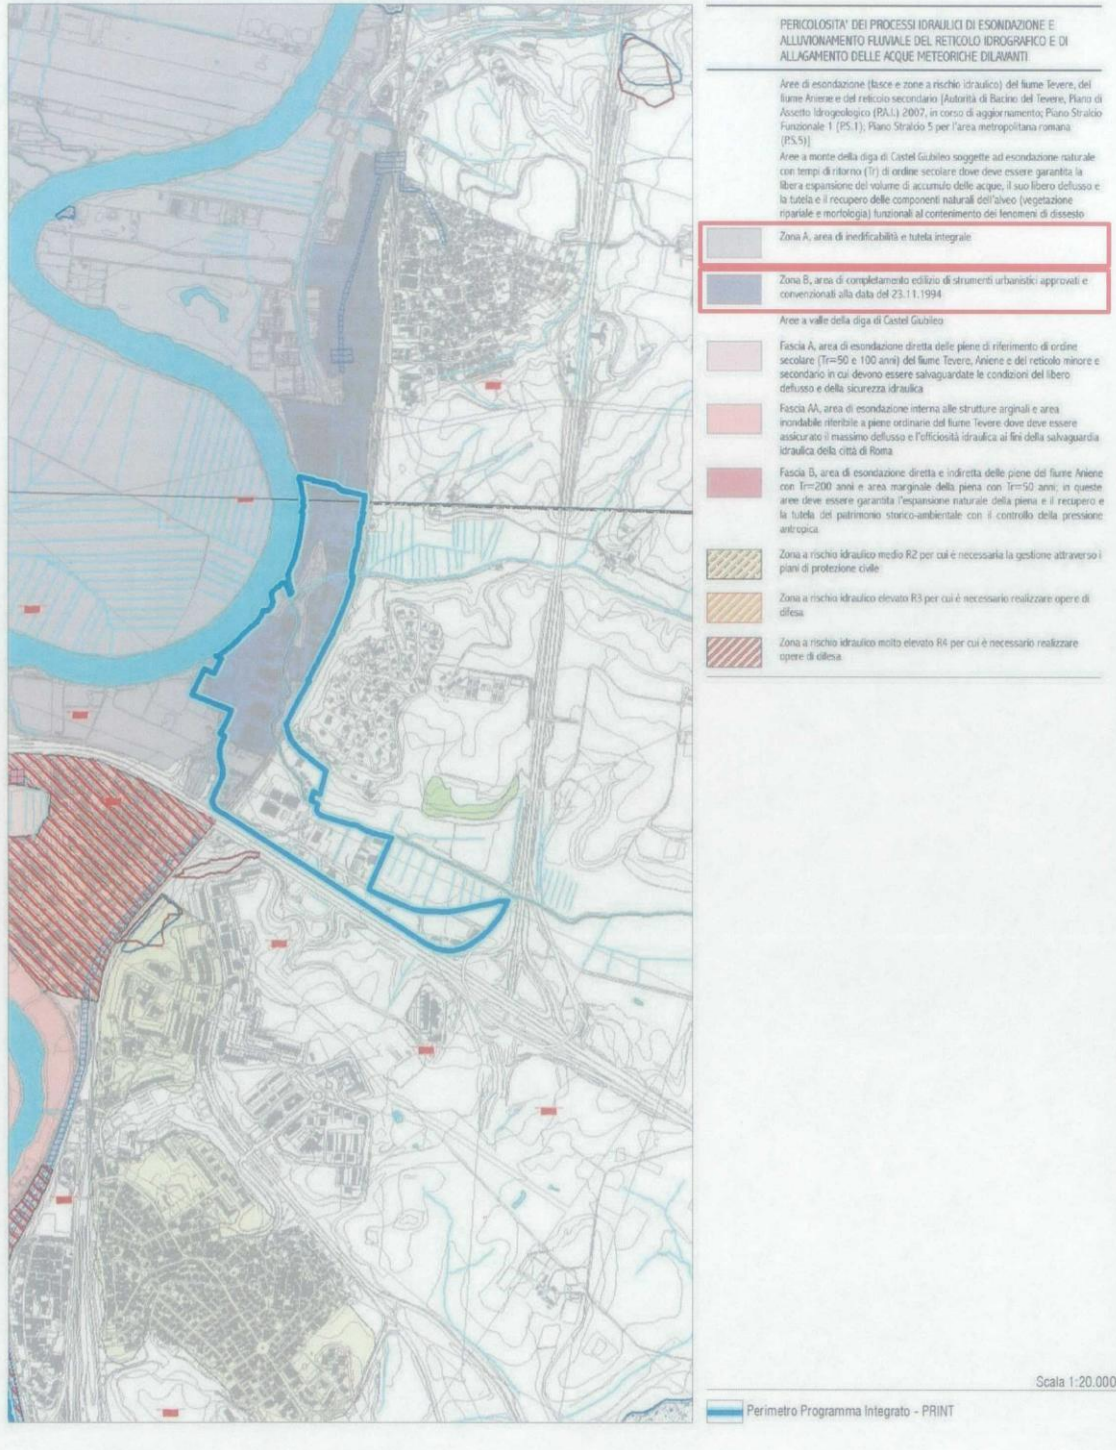 PERICOLOSITA' DEI PROCESSI IDRAULICI DI ESONDAZIONE E
ALLUVIONAMENTO FLUVIALE DEL RETICOLO IDROGRAFICO E DI
ALLAGAMENTO DELLE ACQUE METEORICHE DILAVANTI
Aree di esondazione (fasce e zone a rischio idraulico) del fiume Tevere, del
fiume Aniene e del reticolo secondario [Autorità di Bacino del Tevere, Piano di
Assetto Idrogeologico (P.A.I.) 2007, in corso di aggiornamento; Piano Stralcio
Funzionale 1 (P.S.1); Piano Stralcio 5 per l'area metropolitana romana
(P.S.5)]
Aree a monte della diga di Castel Giubileo soggette ad esondazione naturale
con tempi di ritorno (Tr) di ordine secolare dove deve essere garantita la
libera espansione del volume di accumulo delle acque, il suo libero deflusso e
la tutela e il recupero delle componenti naturali dell'alveo (vegetazione
ripariale e morfologia) funzionali al contenimento dei fenomeni di dissesto
Zona A, area di inedificabilità e tutela integrale
Zona B, area di completamento edilizio di strumenti urbanistici approvati e
convenzionati alla data del 23.11.1994
Aree a valle della diga di Castel Giubileo
Fascia A, area di esondazione diretta delle piene di riferimento di ordine
secolare (Tr=50 e 100 anni) del fiume Tevere, Aniene e del reticolo minore e
secondario in cui devono essere salvaguardate le condizioni del libero
deflusso e della sicurezza idraulica
Fascia AA, area di esondazione interna alle strutture arginali e area
inondabile riferibile a piene ordinarie del fiume Tevere dove deve essere
assicurato il massimo deflusso e l'officiosità idraulica ai fini della salvaguardia
idraulica della città di Roma
Fascia B, area di esondazione diretta e indiretta delle piene del fiume Aniene
con Tr=200 anni e area marginale della piena con Tr=50 anni; in queste
aree deve essere garantita l'espansione naturale della piena e il recupero e
la tutela del patrimonio storico-ambientale con il controllo della pressione
antropica
Zona a rischio idraulico medio R2 per cui è necessaria la gestione attraverso i
piani di protezione civile
Zona a rischio idraulico elevato R3 per cui è necessario realizzare opere di
difesa
Zona a rischio idraulico molto elevato R4 per cui è necessario realizzare
opere di difesa
Scala 1:20.000
Perimetro Programma Integrato - PRINT